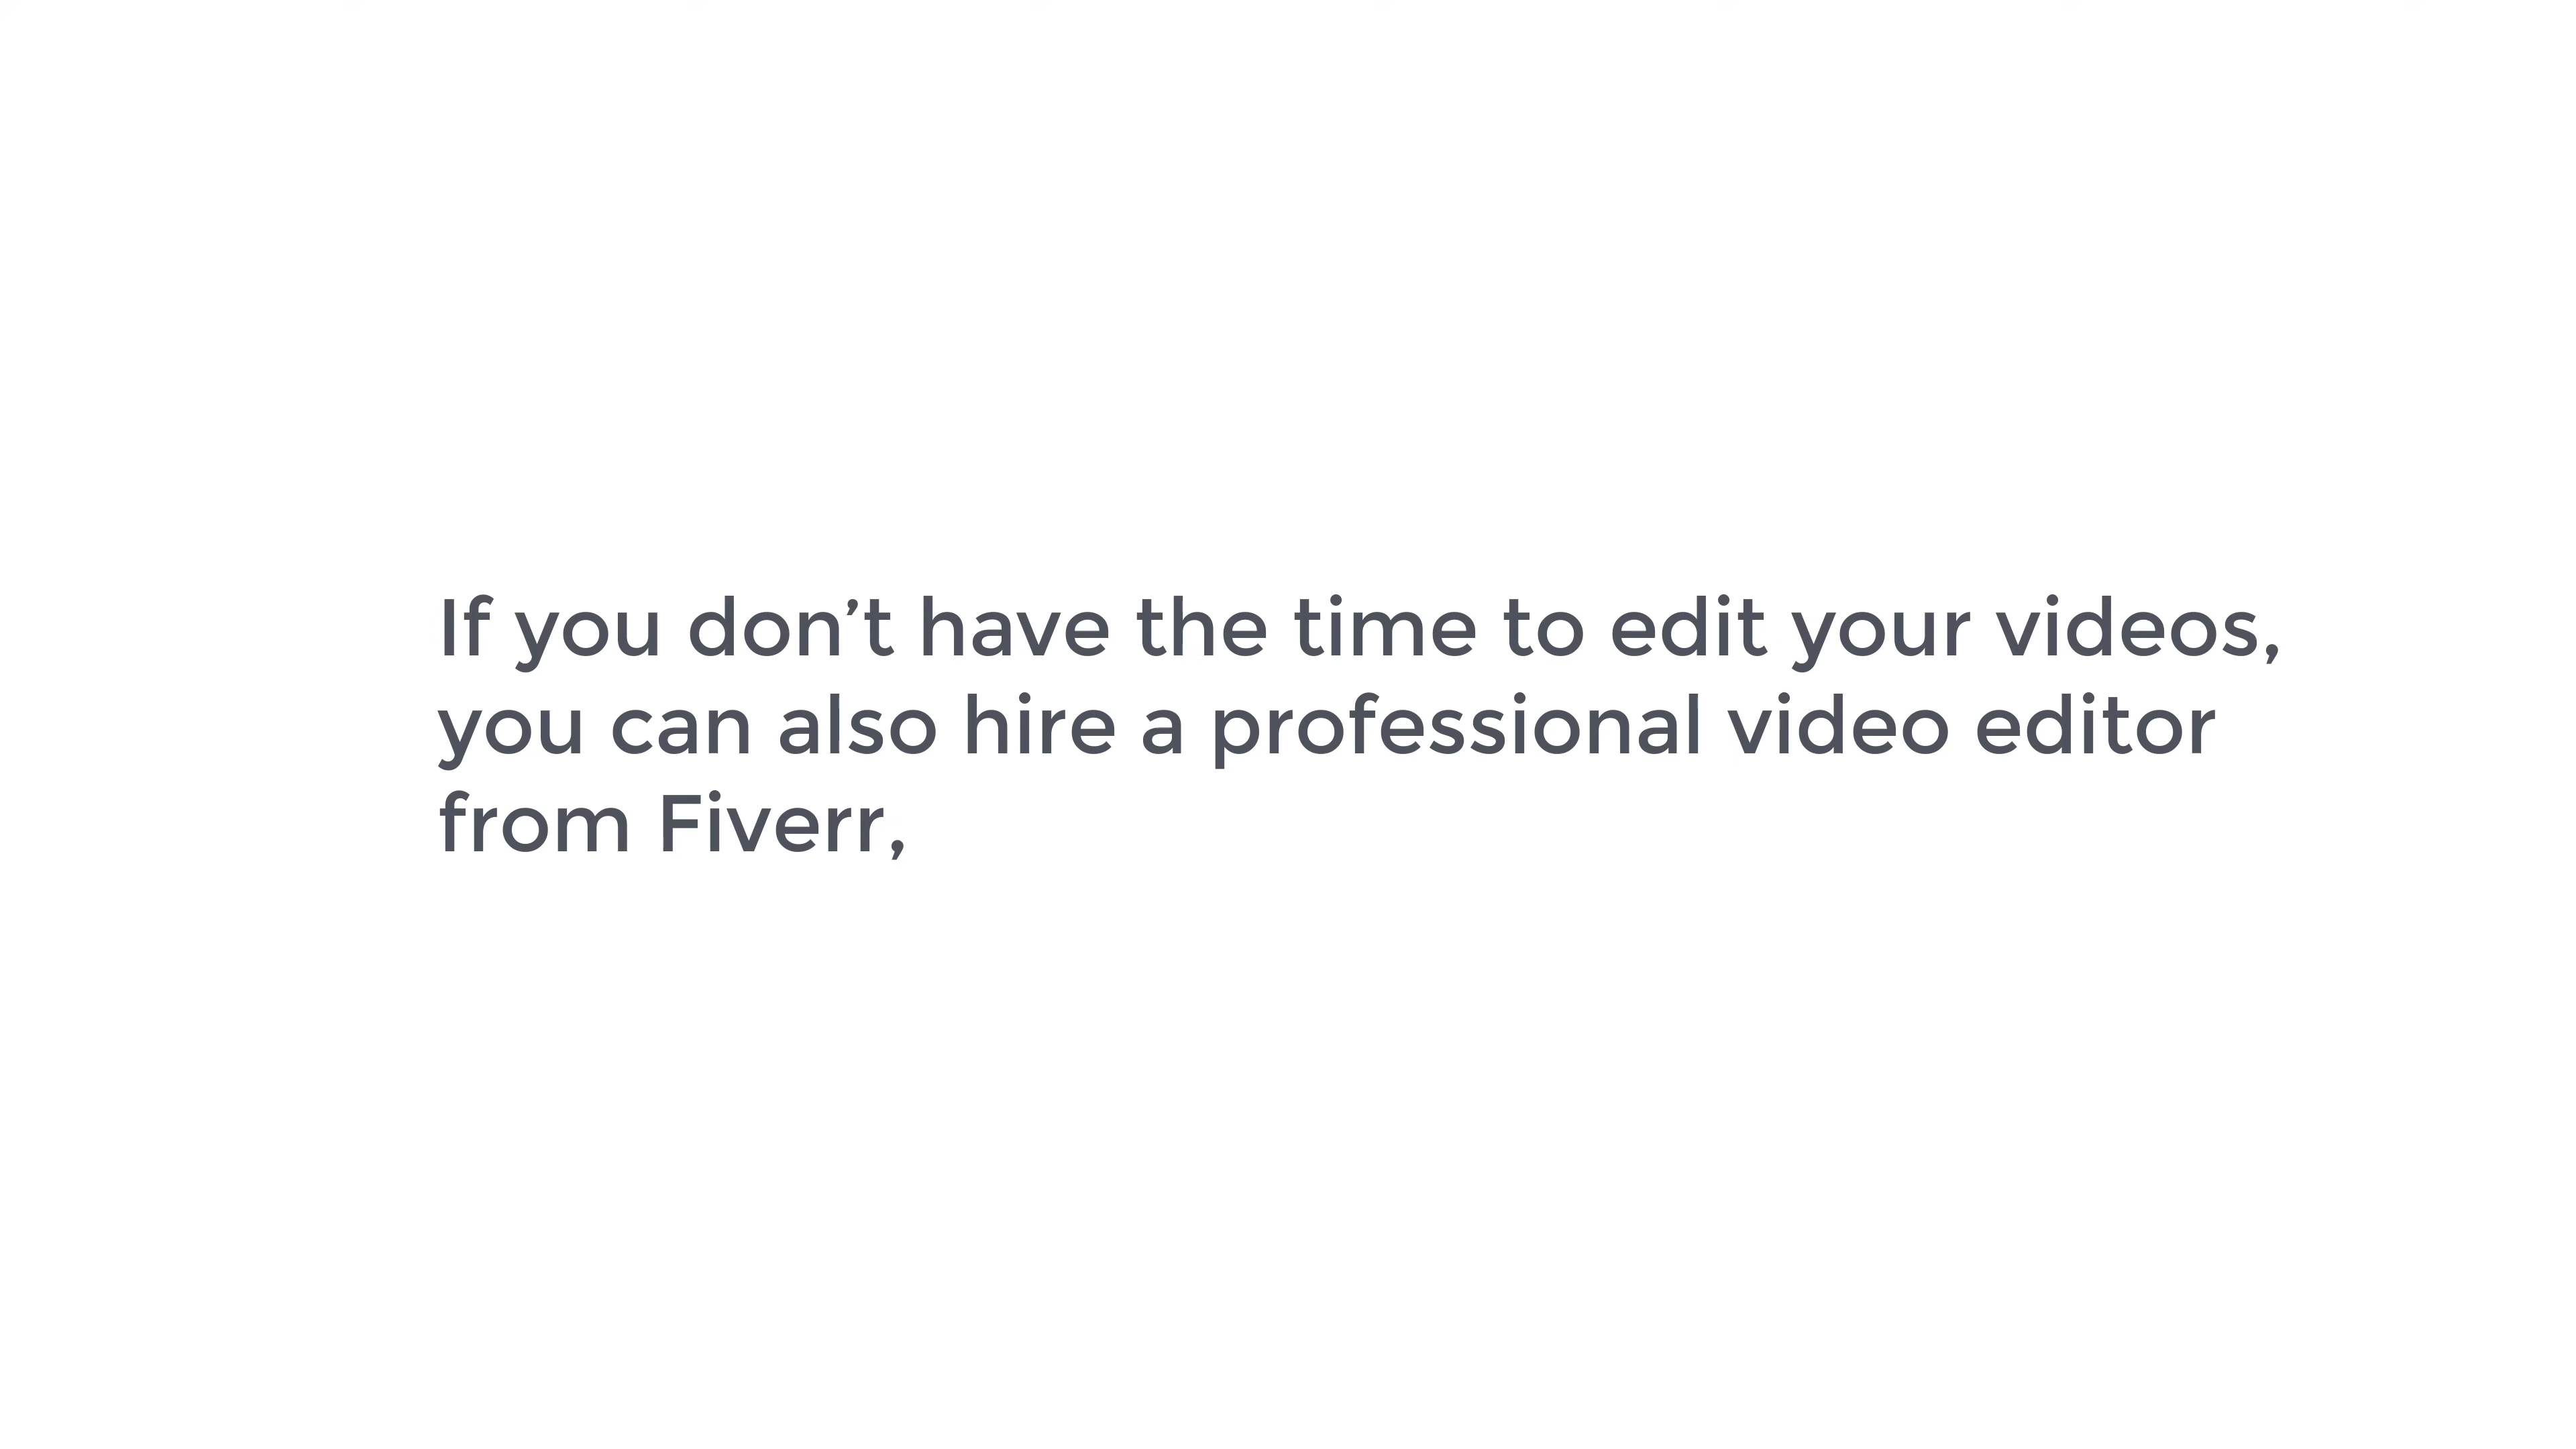 If you don’t have the time to edit your videos,
you can also hire a professional video editor
from Fiverr,